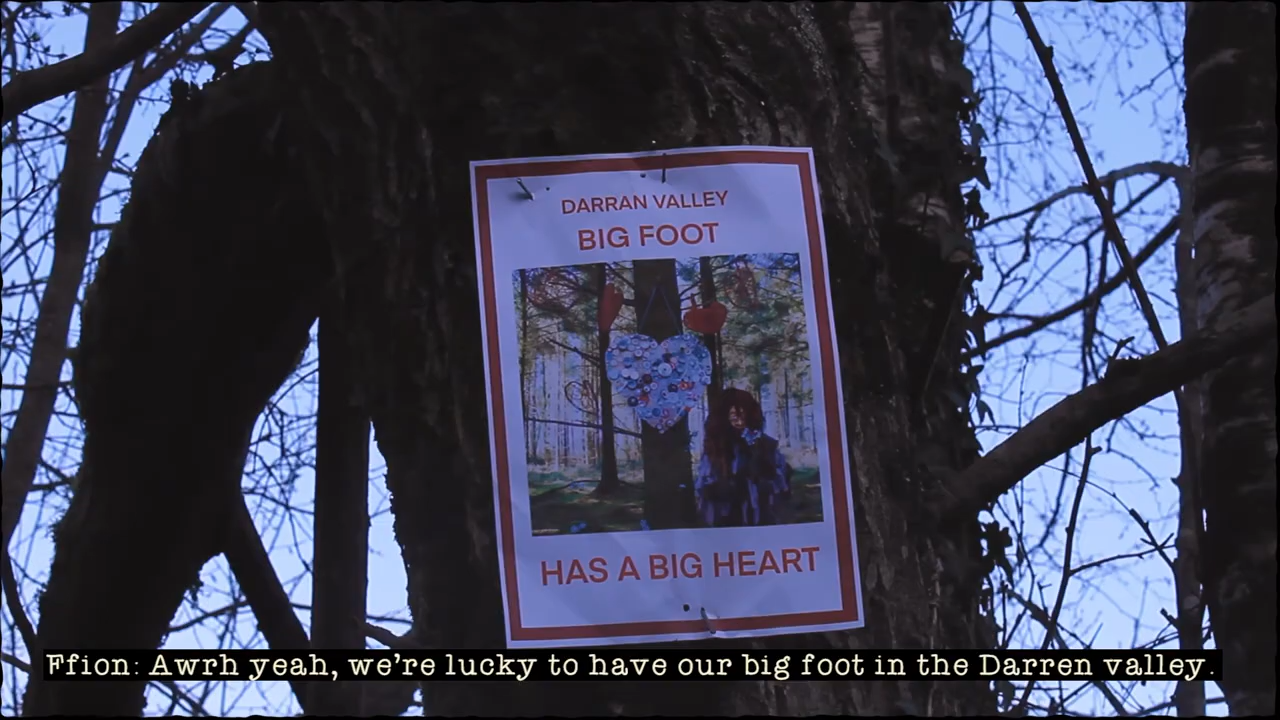 DARRAN VALLEY
BIG FOOT
HAS A BIG HEART
Ffion: Awrh yeah, we're lucky to have our big foot in the Darren valley.